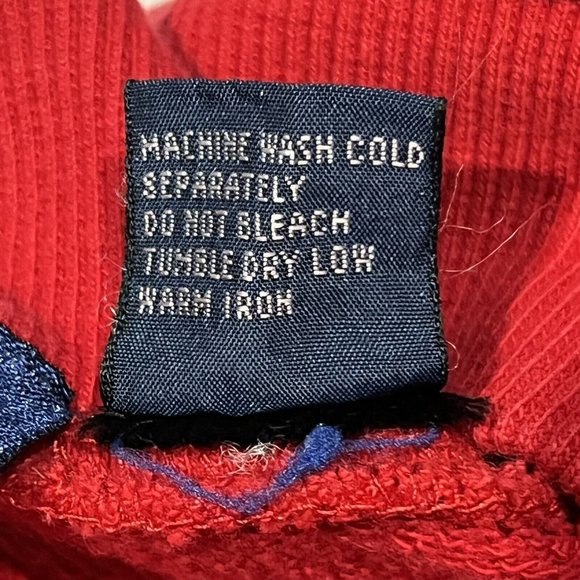 MACHINE WASH COLD
SEPARATELY
DO NOT BLEACH
TUMBLE DRY LOW
WARM IRON